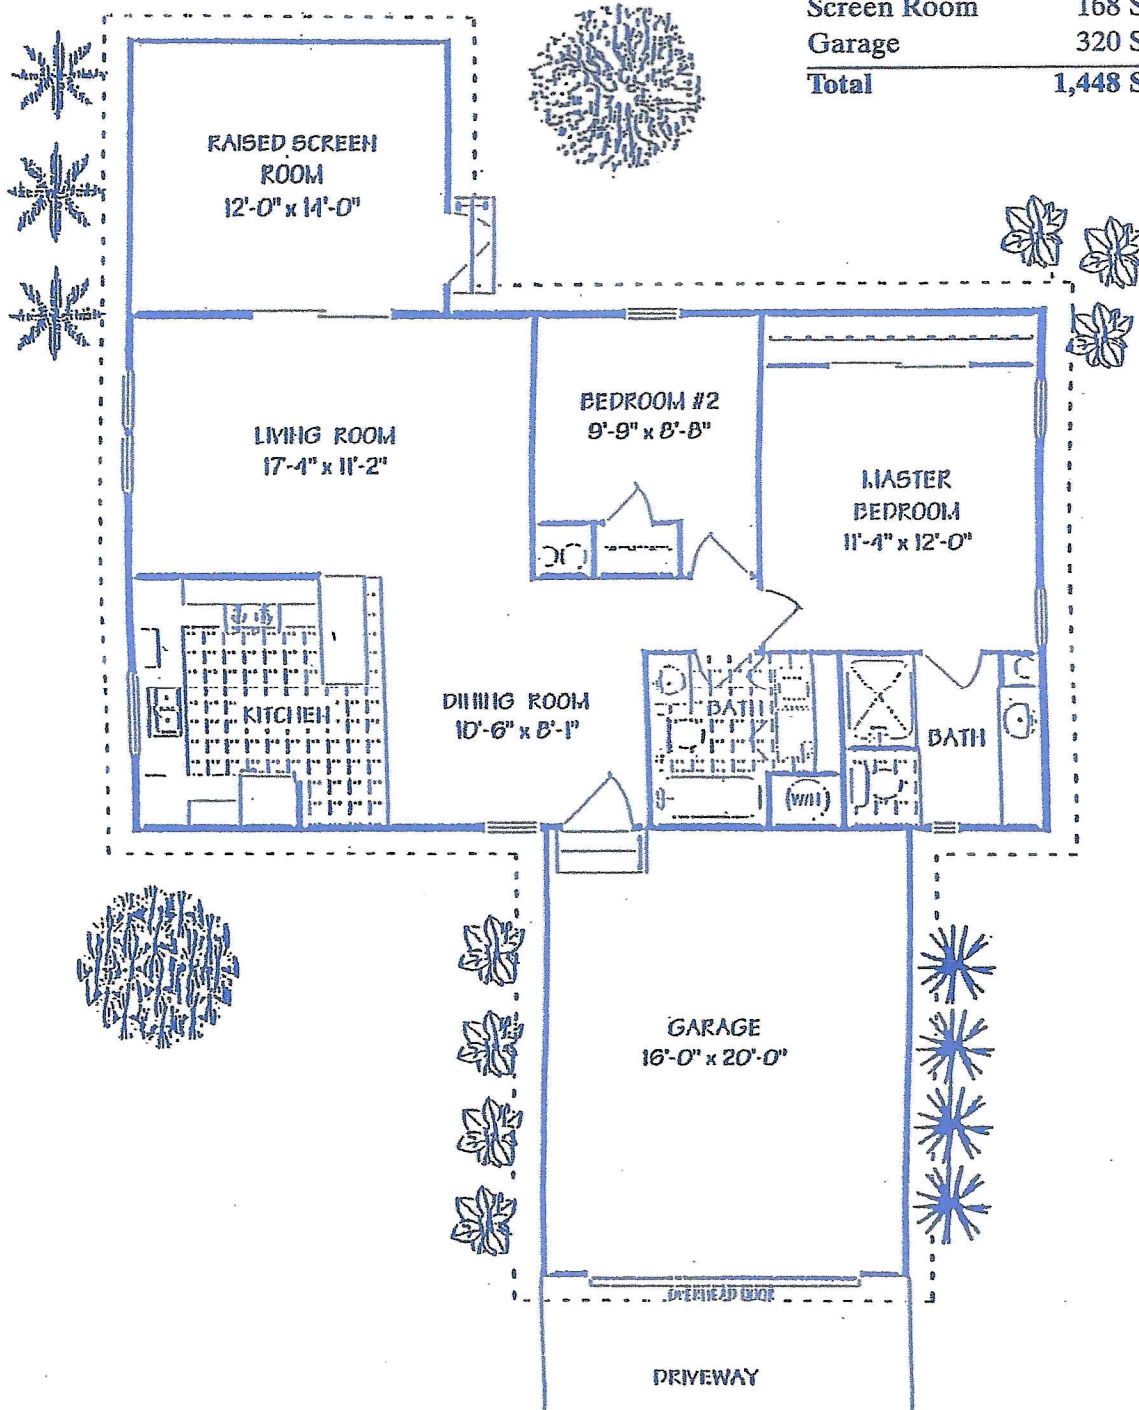 Screen Room 168 S
Garage 320 S
Total 1,448 S
RAISED SCREEN
ROOM
12'-0" x 14'-0"
BEDROOM #2
9'-9" x 8'-8"
LIVING ROOM
17'-4" x 11'-2"
MASTER
BEDROOM
11'-4" x 12'-0"
KITCHEN
DINING ROOM
10'-6" x 8'-1"
BATH
BATH
W/H
GARAGE
16'-0" x 20'-0"
OVERHEAD DOOR
DRIVEWAY